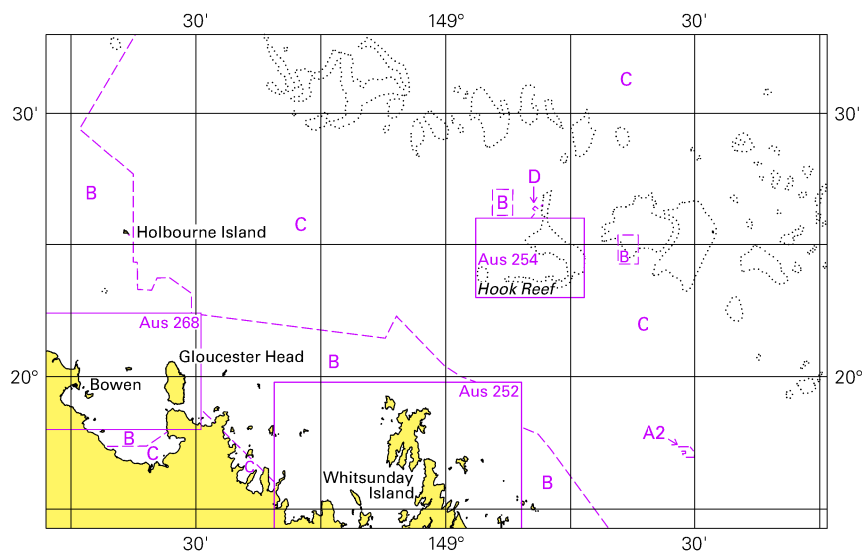 30' 149° 30'
C
30' 30'
D
B B
Holbourne Island C
Aus 254 B
Hook Reef
Aus 268 C
Gloucester Head B
20° 20°
Bowen Aus 252
B A2
C C
Whitsunday B
Island
30' 149° 30'